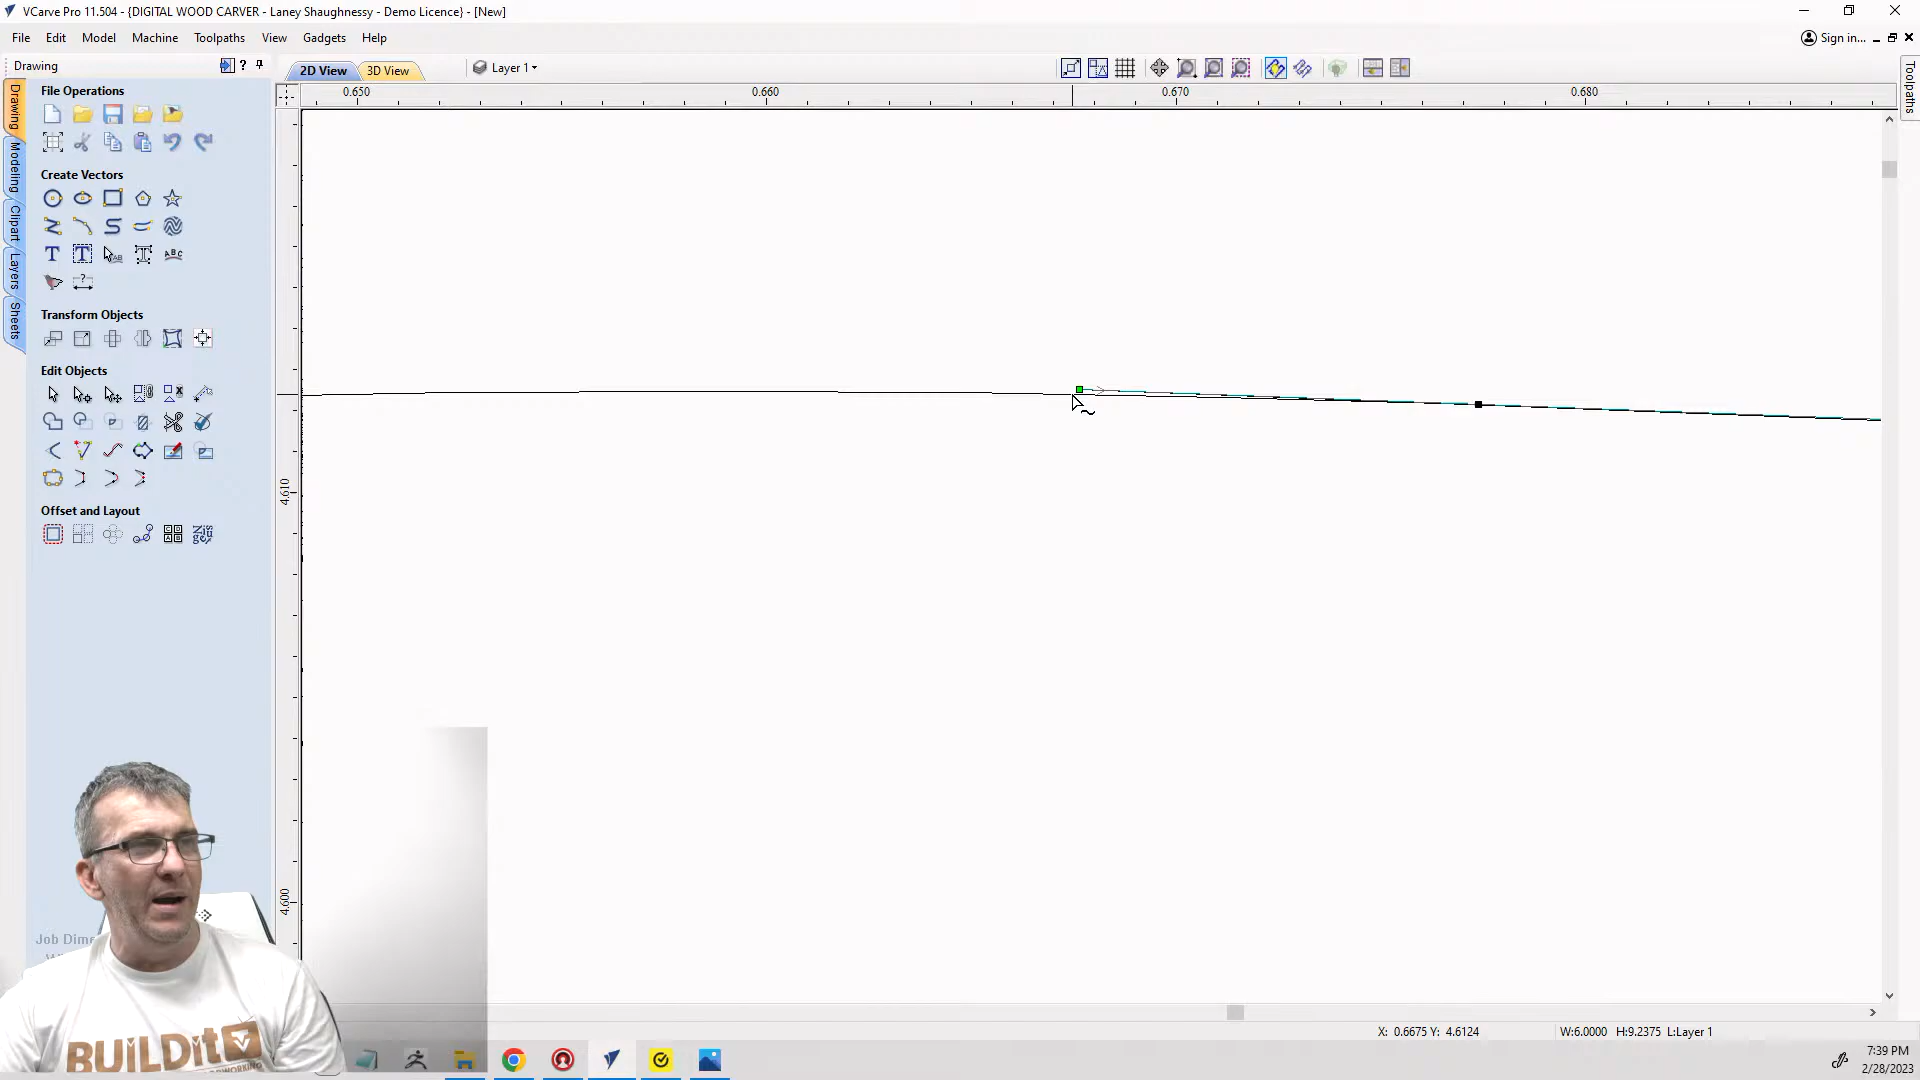 VCarve Pro 11.504 - {DIGITAL WOOD CARVER - Laney Shaughnessy - Demo Licence} - [New]
File Edit Model Machine Toolpaths View Gadgets Help
Sign in...
Drawing
2D View
3D View
Layer 1
Toolpaths
Drawing
Modeling
Clipart
Layers
Sheets
File Operations
Create Vectors
Transform Objects
Edit Objects
Offset and Layout
0.650
0.660
0.670
0.680
4.610
4.600
Job Dime
BUiLDit
X: 0.6675 Y: 4.6124
W:6.0000 H:9.2375 L:Layer 1
7:39 PM
2/28/2023